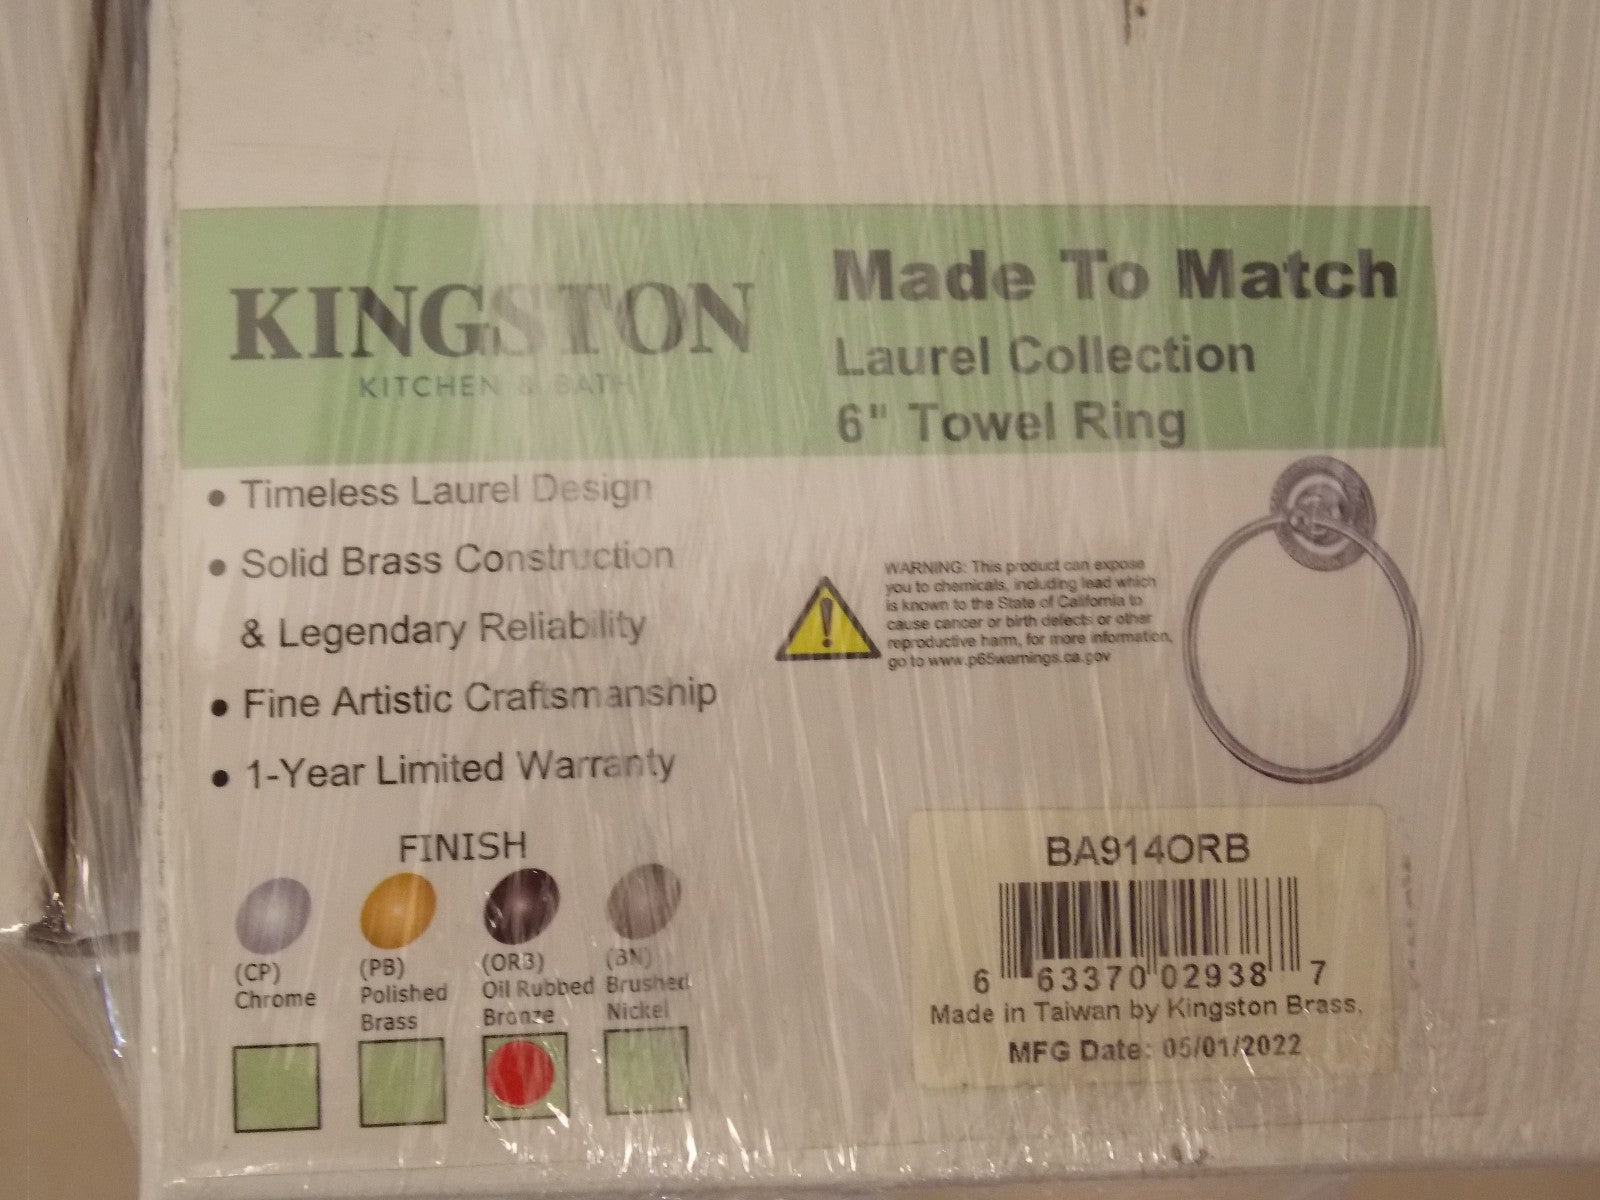 KINGSTON
KITCHEN & BATH
Made To Match
Laurel Collection
6" Towel Ring
• Timeless Laurel Design
• Solid Brass Construction
& Legendary Reliability
• Fine Artistic Craftsmanship
• 1-Year Limited Warranty
WARNING: This product can expose
you to chemicals, including lead which
is known to the State of California to
cause cancer or birth defects or other
reproductive harm, for more information,
go to www.p65warnings.ca.gov
FINISH
(CP)
Chrome
(PB)
Polished
Brass
(ORB)
Oil Rubbed
Bronze
(BN)
Brushed
Nickel
BA914ORB
6 63370 02938 7
Made in Taiwan by Kingston Brass,
MFG Date: 05/01/2022